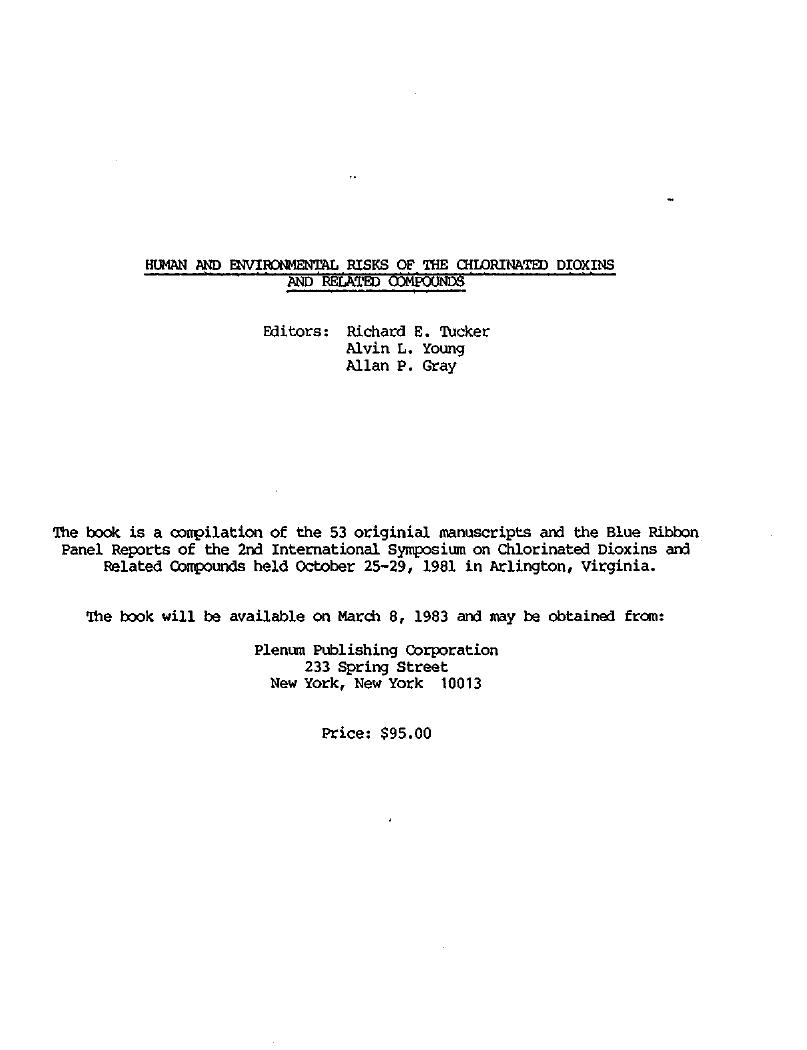 HUMAN AND ENVIRONMENTAL RISKS OF THE CHLORINATED DIOXINS
AND RELATED COMPOUNDS
Editors: Richard E. Tucker
Alvin L. Young
Allan P. Gray
The book is a compilation of the 53 originial manuscripts and the Blue Ribbon
Panel Reports of the 2nd International Symposium on Chlorinated Dioxins and
Related Compounds held October 25-29, 1981 in Arlington, Virginia.
The book will be available on March 8, 1983 and may be obtained from:
Plenum Publishing Corporation
233 Spring Street
New York, New York 10013
Price: $95.00